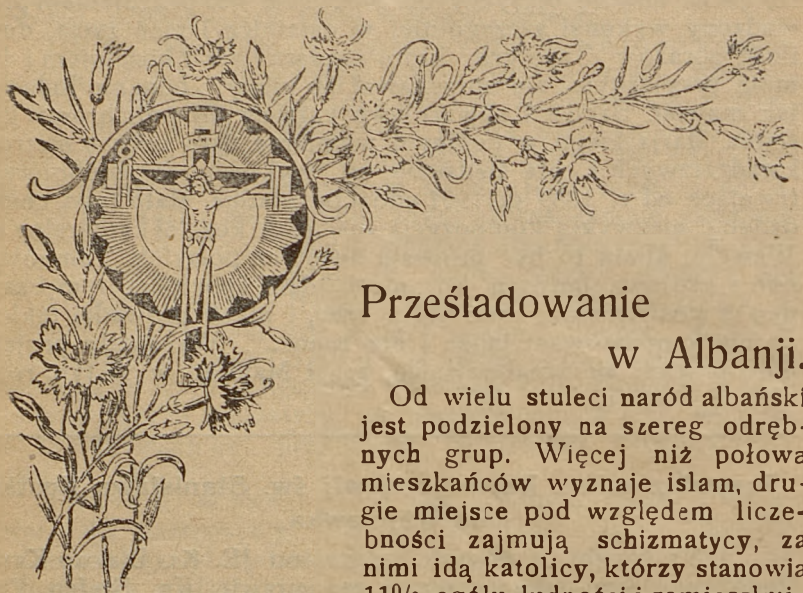 Prześladowanie
w Albanji.
Od wielu stuleci naród albański
jest podzielony na szereg odręb-
nych grup. Więcej niż połowa
mieszkańców wyznaje islam, dru-
gie miejsce pod względem licze-
bności zajmują schizmatycy, za
nimi idą katolicy, którzy stanowią